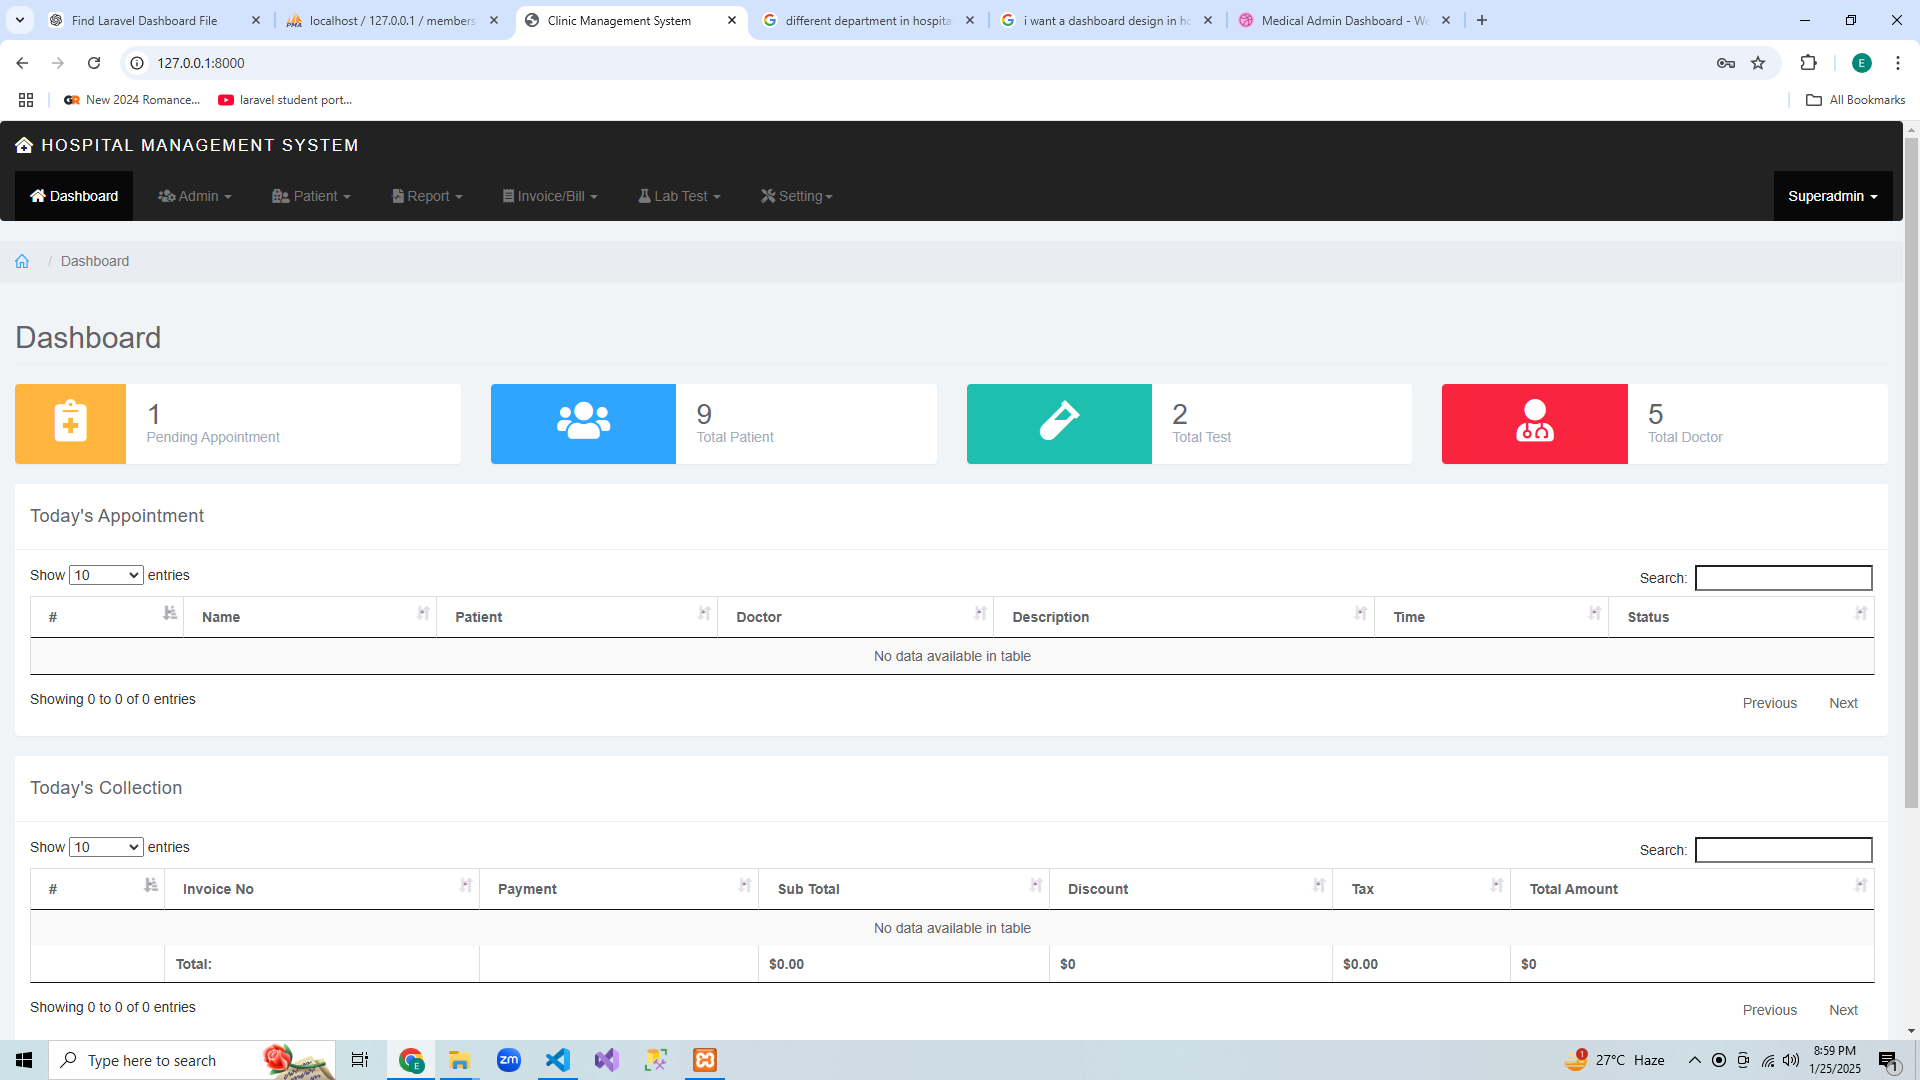 Find Laravel Dashboard File
localhost / 127.0.0.1 / members
Clinic Management System
different department in hospita
i want a dashboard design in ho
Medical Admin Dashboard - We
127.0.0.1:8000
E
New 2024 Romance...
laravel student port...
All Bookmarks
HOSPITAL MANAGEMENT SYSTEM
Dashboard
Admin
Patient
Report
Invoice/Bill
Lab Test
Setting
Superadmin
/ Dashboard
Dashboard
1
Pending Appointment
9
Total Patient
2
Total Test
5
Total Doctor
Today's Appointment
Show 10 entries
Search:
# Name Patient Doctor Description Time Status
No data available in table
Showing 0 to 0 of 0 entries
Previous Next
Today's Collection
Show 10 entries
Search:
# Invoice No Payment Sub Total Discount Tax Total Amount
No data available in table
Total: $0.00 $0 $0.00 $0
Showing 0 to 0 of 0 entries
Previous Next
Type here to search
zm
1
27°C Haze
8:59 PM
1/25/2025
1